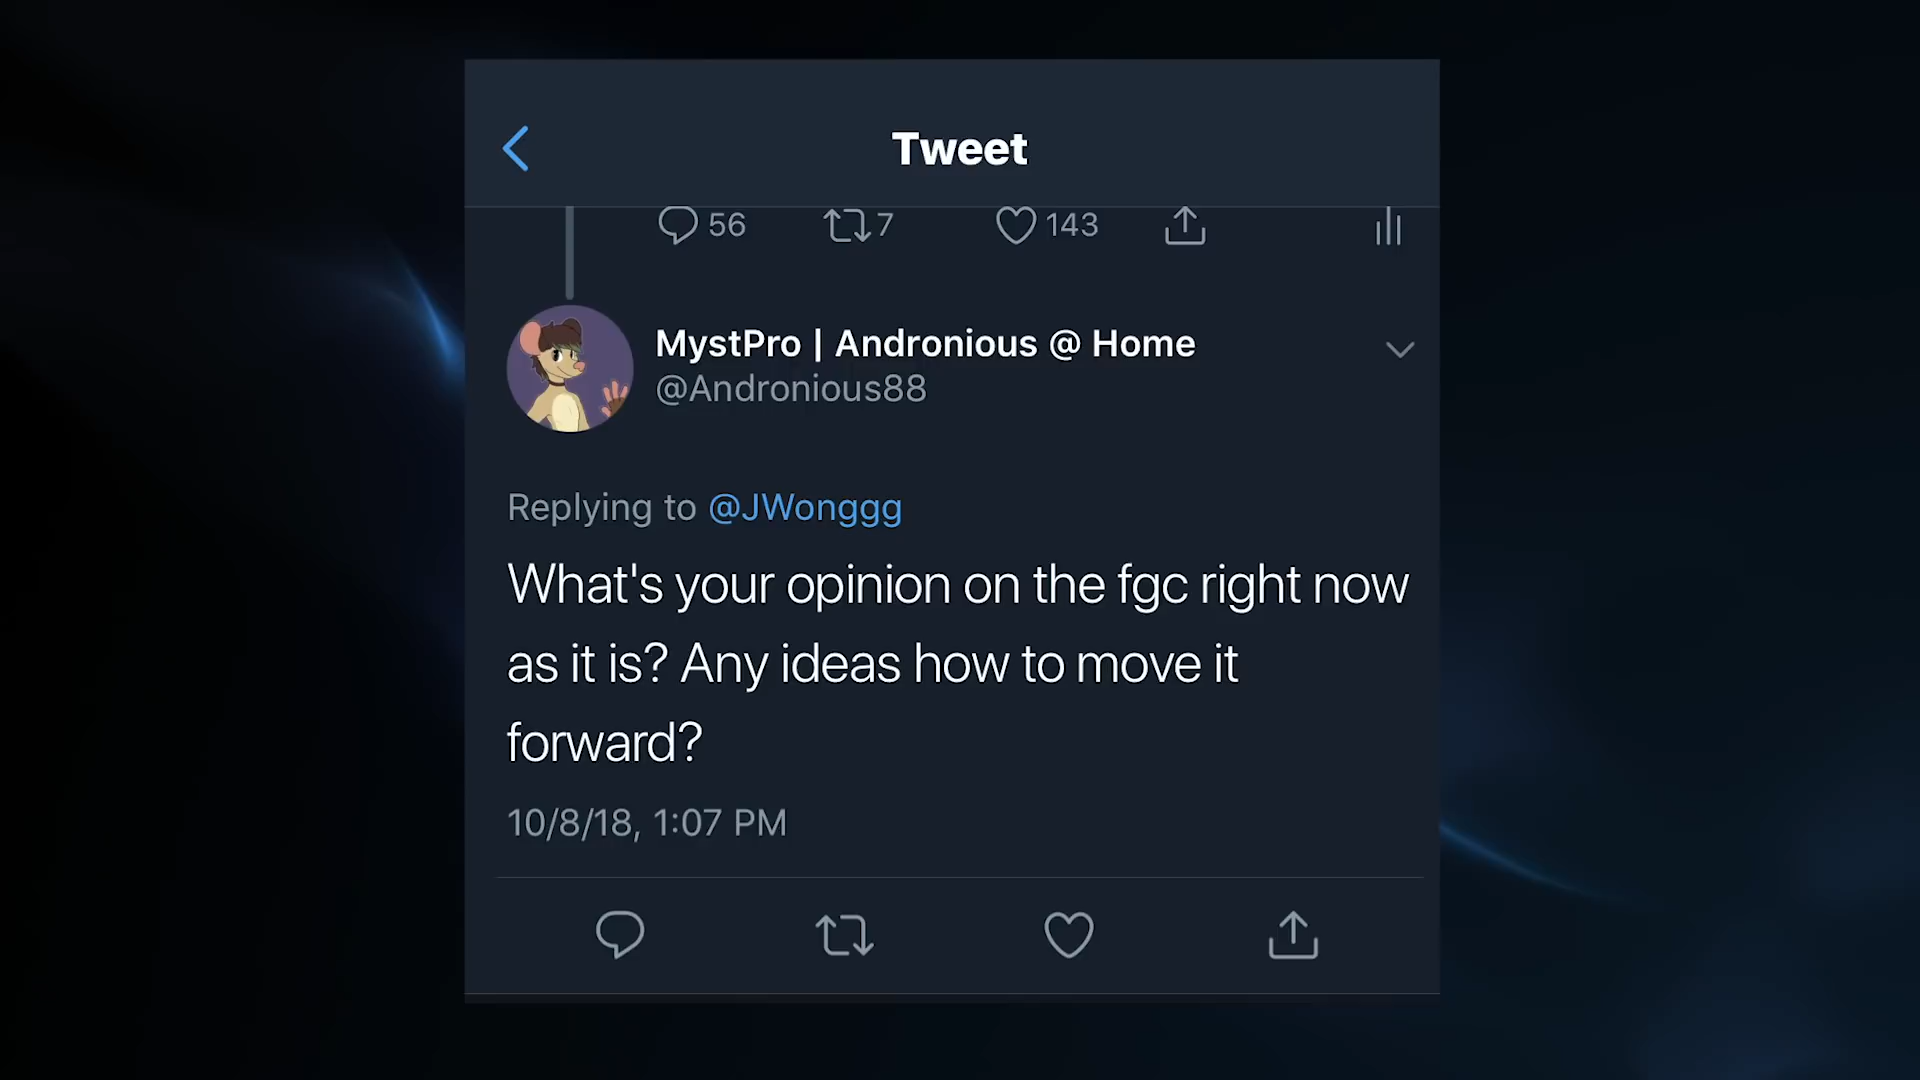 Tweet
56 7 143
MystPro | Andronious @ Home
@Andronious88
Replying to @JWonggg
What's your opinion on the fgc right now
as it is? Any ideas how to move it
forward?
10/8/18, 1:07 PM